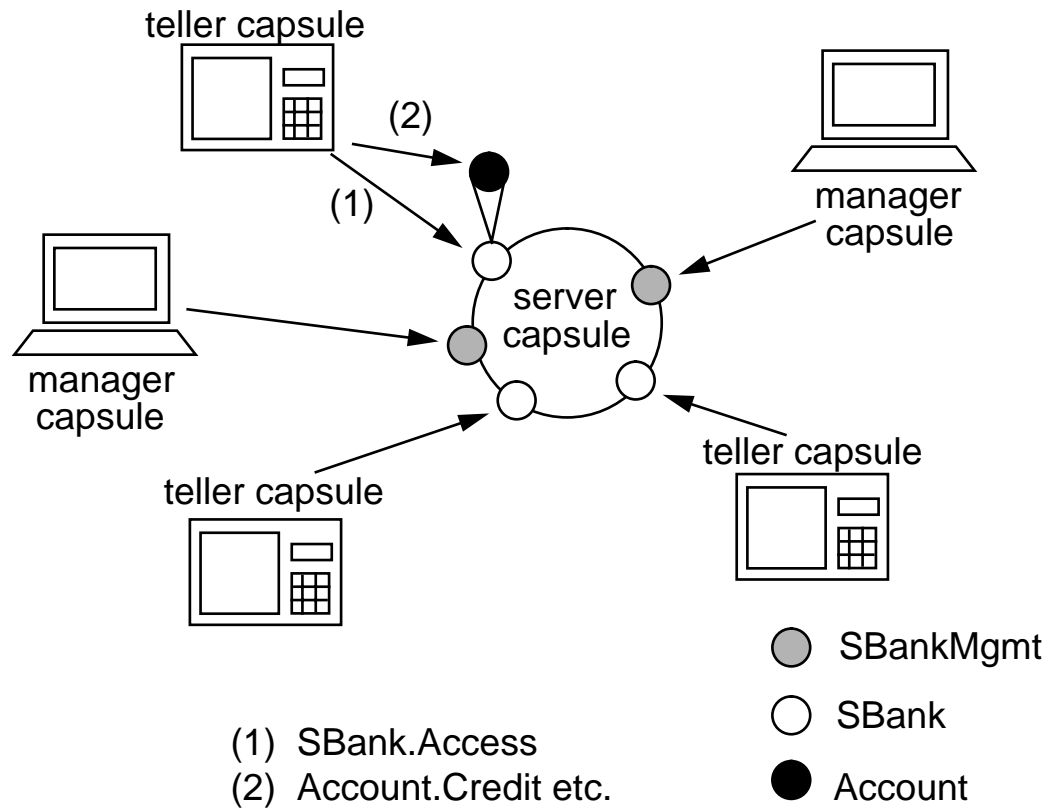 teller capsule
(2)
(1)
manager
capsule
server
capsule
manager
capsule
teller capsule
teller capsule
SBankMgmt
SBank
Account
(1) SBank.Access
(2) Account.Credit etc.